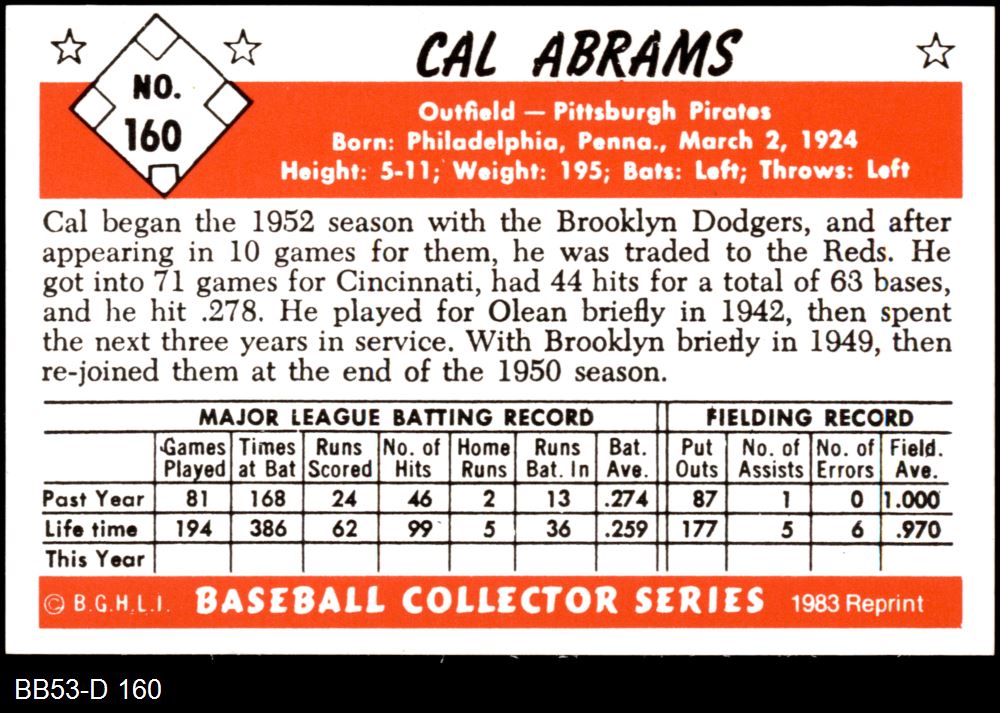 NO.
160
CAL ABRAMS
Outfield — Pittsburgh Pirates
Born: Philadelphia, Penna., March 2, 1924
Height: 5-11; Weight: 195; Bats: Left; Throws: Left
Cal began the 1952 season with the Brooklyn Dodgers, and after
appearing in 10 games for them, he was traded to the Reds. He
got into 71 games for Cincinnati, had 44 hits for a total of 63 bases,
and he hit .278. He played for Olean briefly in 1942, then spent
the next three years in service. With Brooklyn briefly in 1949, then
re-joined them at the end of the 1950 season.
MAJOR LEAGUE BATTING RECORD FIELDING RECORD
Games Times Runs No. of Home Runs Bat. Put No. of No. of Field.
Played at Bat Scored Hits Runs Bat. In Ave. Outs Assists Errors Ave.
Past Year 81 168 24 46 2 13 .274 87 1 0 1.000
Life time 194 386 62 99 5 36 .259 177 5 6 .970
This Year
© B.G.H.L.I. BASEBALL COLLECTOR SERIES 1983 Reprint
BB53-D 160